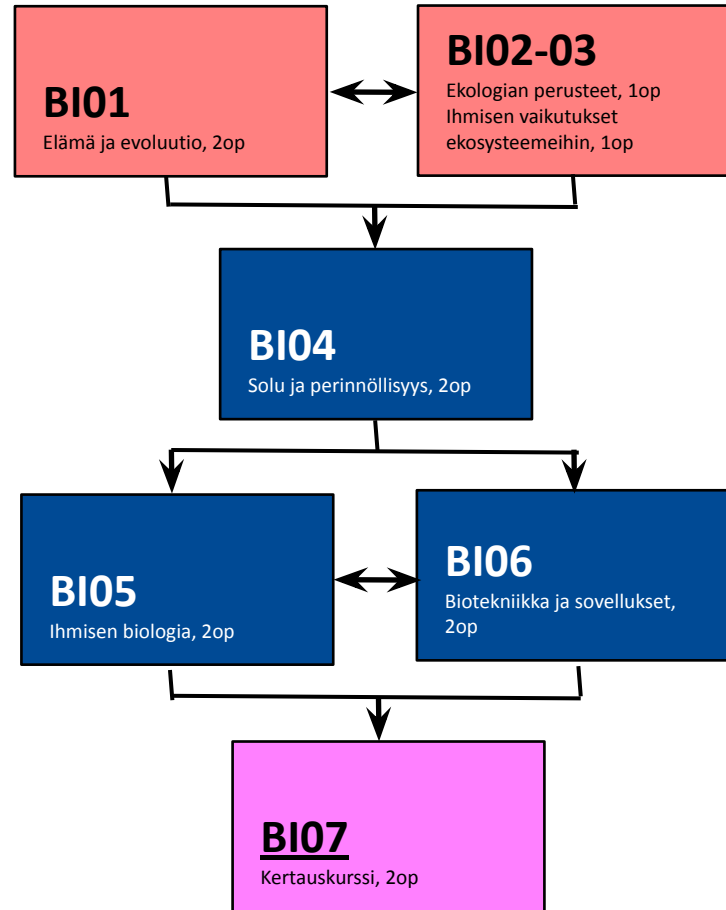 BI01
Elämä ja evoluutio, 2op
BI02-03
Ekologian perusteet, 1op
Ihmisen vaikutukset
ekosysteemeihin, 1op
BI04
Solu ja perinnöllisyys, 2op
BI05
Ihmisen biologia, 2op
BI06
Biotekniikka ja sovellukset,
2op
BI07
Kertauskurssi, 2op